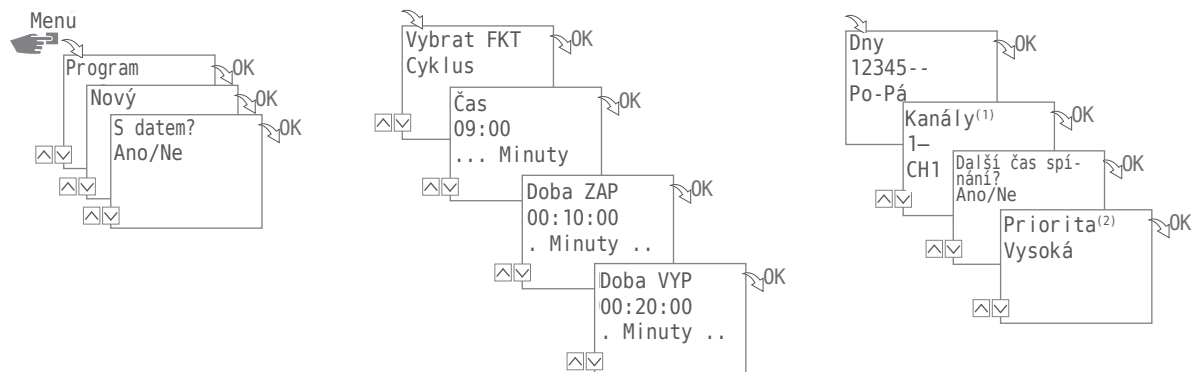 Menu
Program
OK
Nový
OK
S datem?
Ano/Ne
OK
Vybrat FKT
Cyklus
OK
Čas
09:00
... Minuty
OK
Doba ZAP
00:10:00
. Minuty ..
OK
Doba VYP
00:20:00
. Minuty ..
OK
Dny
12345--
Po-Pá
OK
Kanály(1)
1–
CH1
OK
Další čas spí-
nání?
Ano/Ne
OK
Priorita(2)
Vysoká
OK